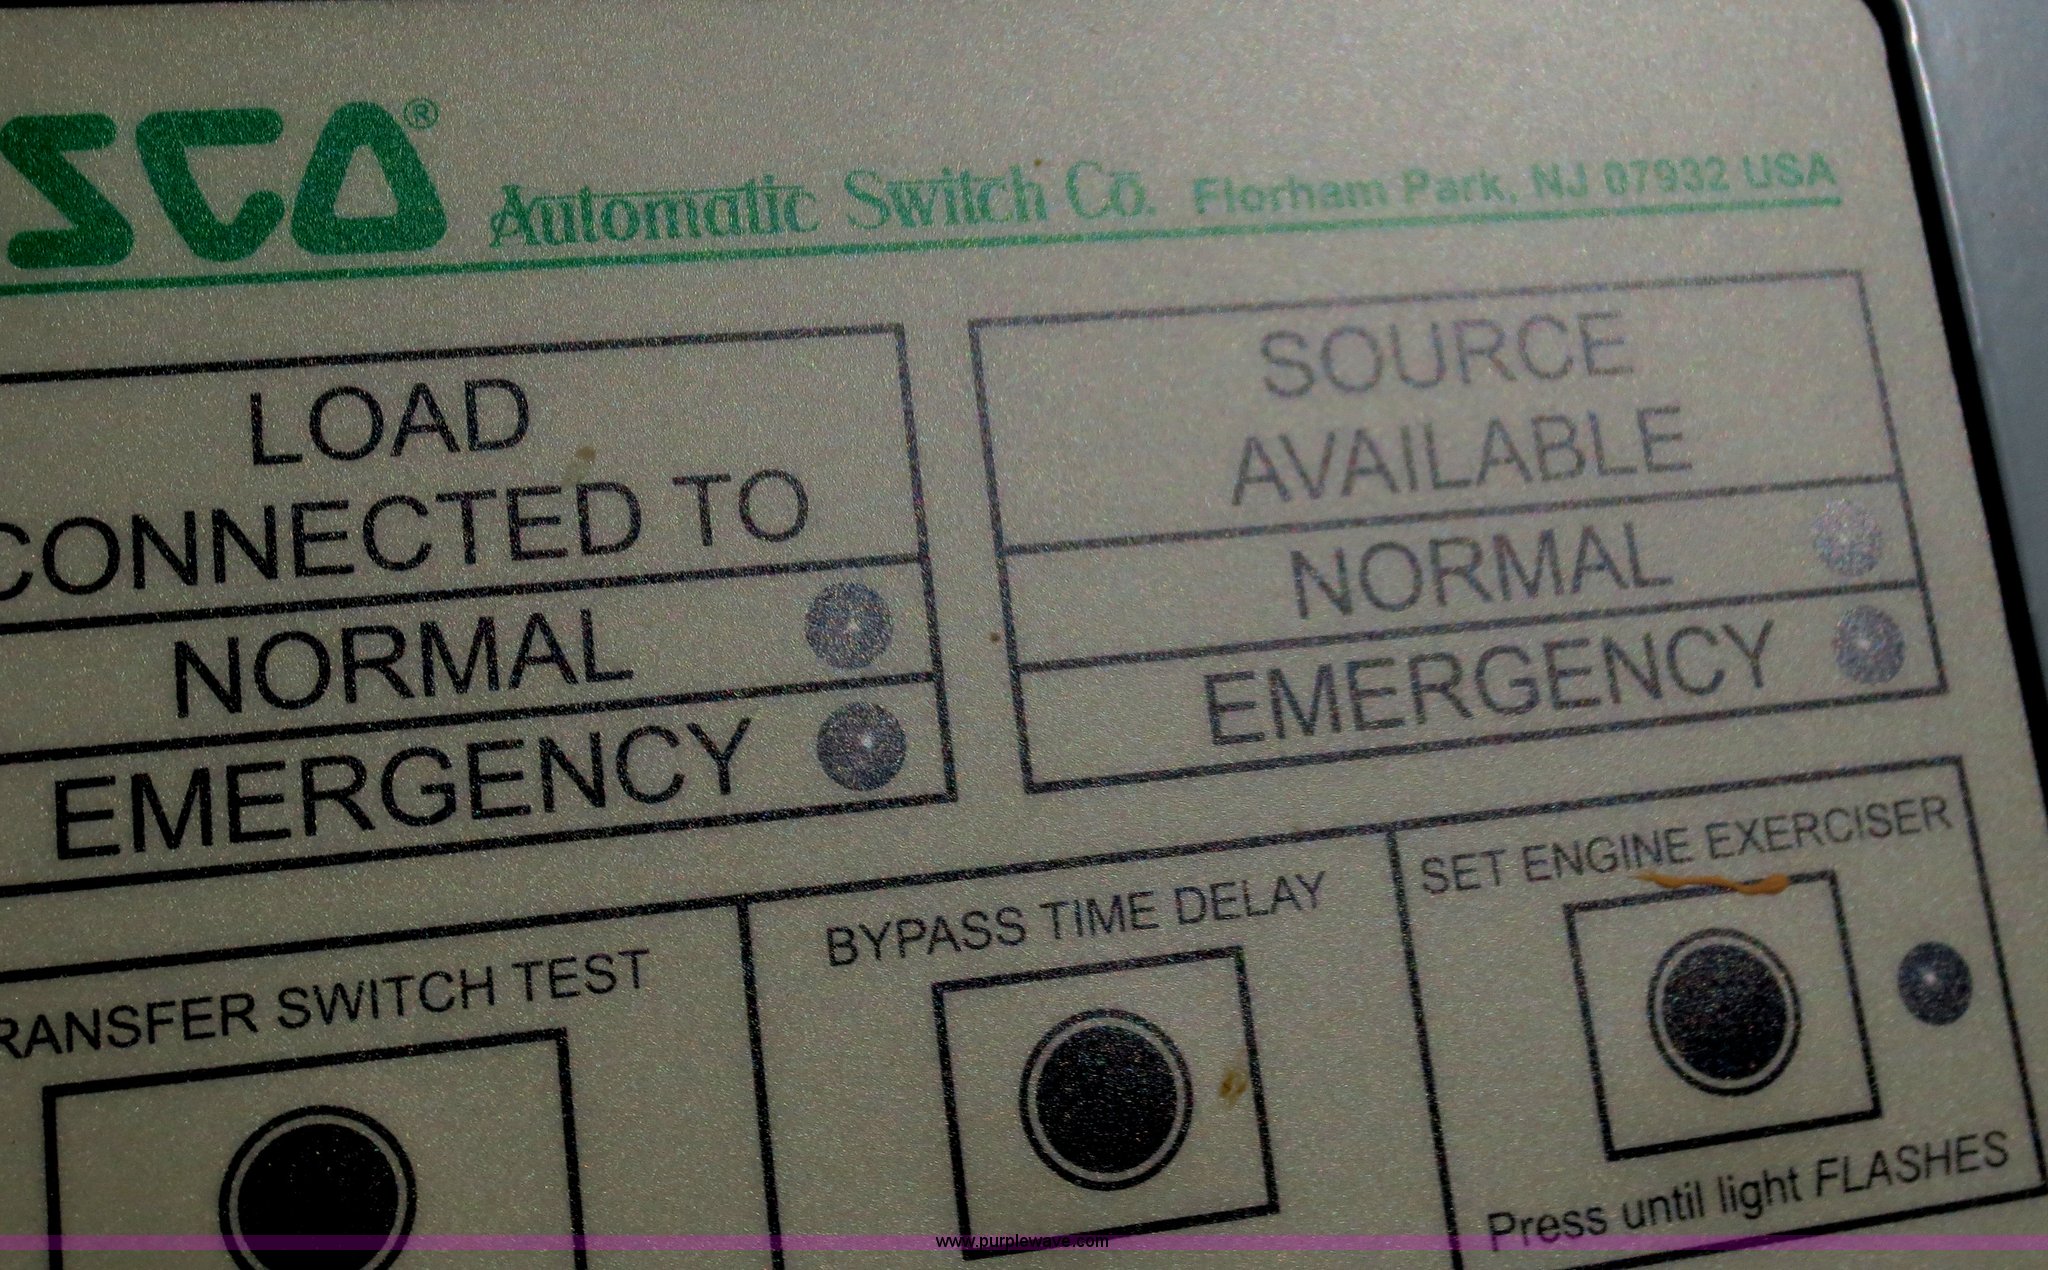 SCO®
Automatic Switch Co. Florham Park, NJ 07932 USA
LOAD
CONNECTED TO
NORMAL
EMERGENCY
SOURCE
AVAILABLE
NORMAL
EMERGENCY
RANSFER SWITCH TEST
BYPASS TIME DELAY
SET ENGINE EXERCISER
Press until light FLASHES
www.purplewave.com